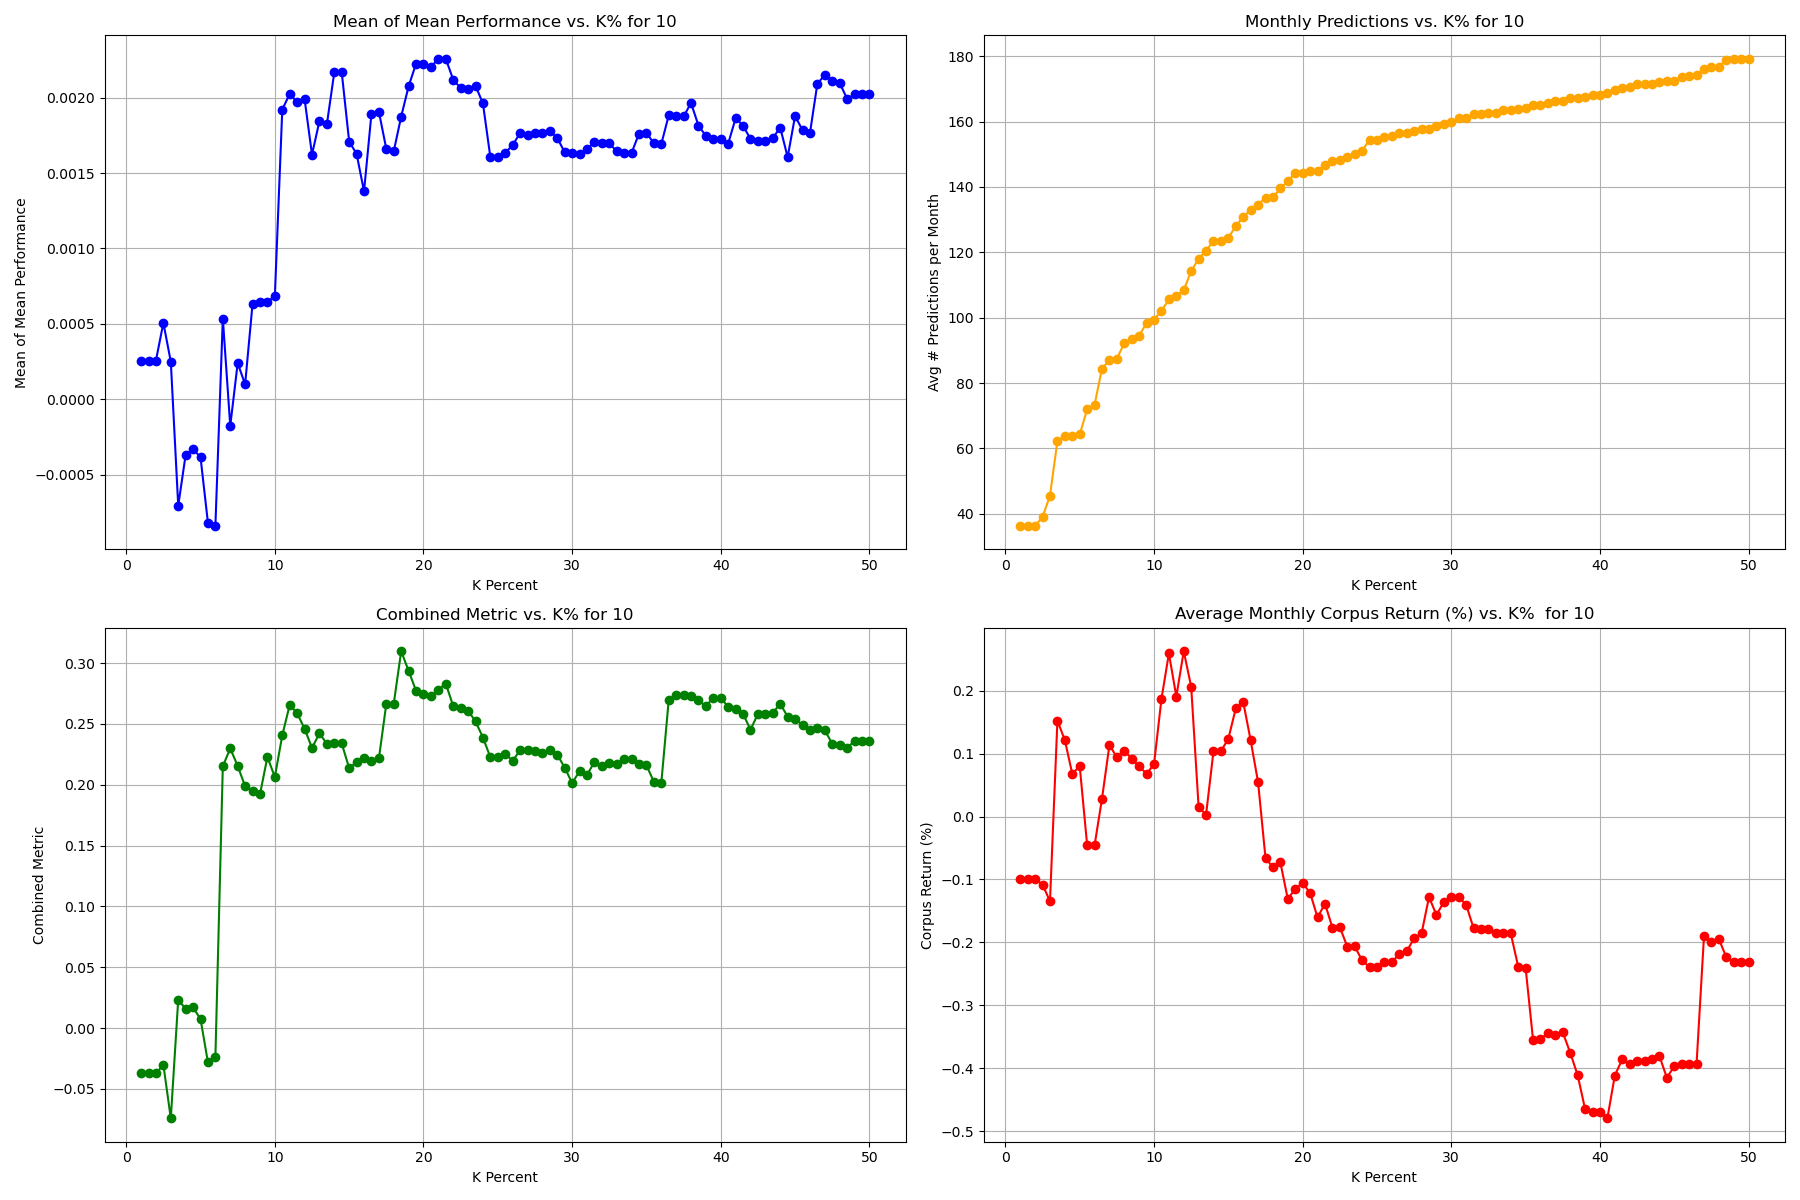 Mean of Mean Performance vs. K% for 10
Mean of Mean Performance
0.0020
0.0015
0.0010
0.0005
0.0000
−0.0005
0 10 20 30 40 50
K Percent
Monthly Predictions vs. K% for 10
Avg # Predictions per Month
180
160
140
120
100
80
60
40
0 10 20 30 40 50
K Percent
Combined Metric vs. K% for 10
Combined Metric
0.30
0.25
0.20
0.15
0.10
0.05
0.00
−0.05
0 10 20 30 40 50
K Percent
Average Monthly Corpus Return (%) vs. K%  for 10
Corpus Return (%)
0.2
0.1
0.0
−0.1
−0.2
−0.3
−0.4
−0.5
0 10 20 30 40 50
K Percent